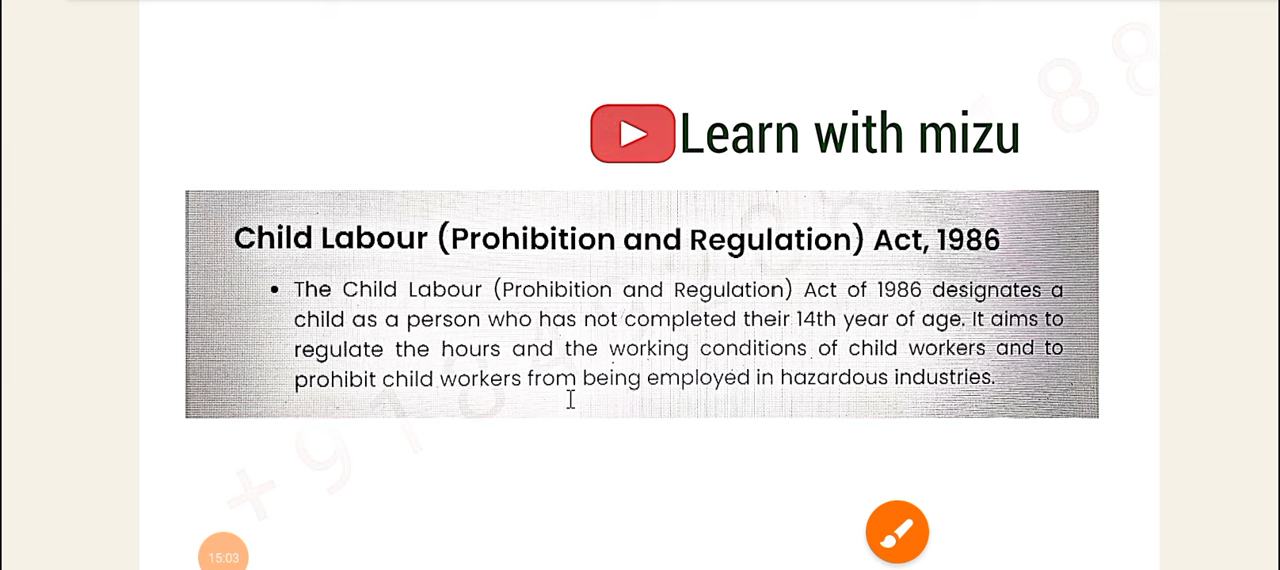 Learn with mizu
Child Labour (Prohibition and Regulation) Act, 1986
• The Child Labour (Prohibition and Regulation) Act of 1986 designates a
child as a person who has not completed their 14th year of age. It aims to
regulate the hours and the working conditions of child workers and to
prohibit child workers from being employed in hazardous industries.
15:03